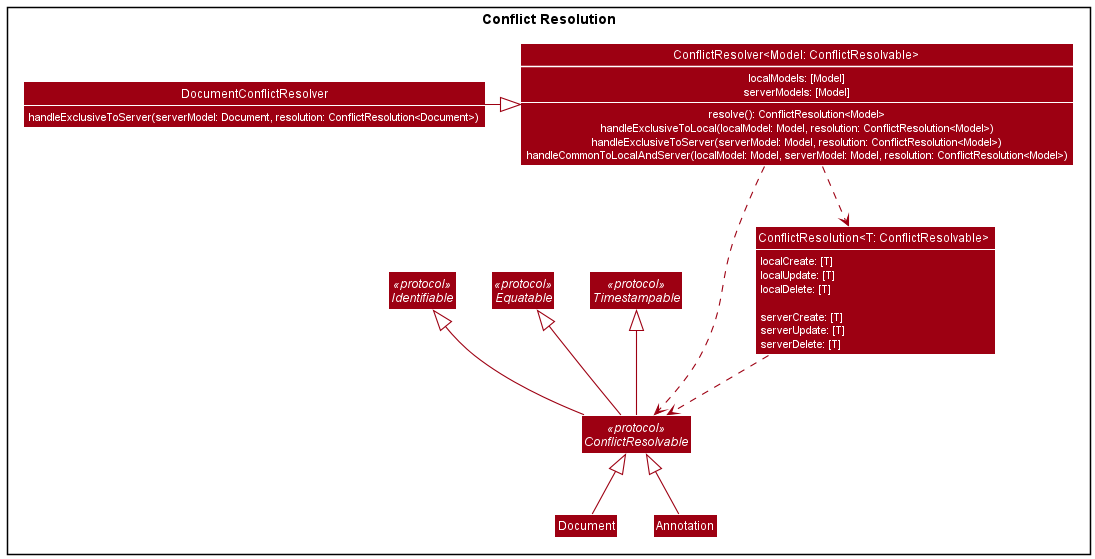 Conflict Resolution
ConflictResolver<Model: ConflictResolvable>
localModels: [Model]
serverModels: [Model]
resolve(): ConflictResolution<Model>
handleExclusiveToLocal(localModel: Model, resolution: ConflictResolution<Model>)
handleExclusiveToServer(serverModel: Model, resolution: ConflictResolution<Model>)
handleCommonToLocalAndServer(localModel: Model, serverModel: Model, resolution: ConflictResolution<Model>)
DocumentConflictResolver
handleExclusiveToServer(serverModel: Document, resolution: ConflictResolution<Document>)
ConflictResolution<T: ConflictResolvable>
localCreate: [T]
localUpdate: [T]
localDelete: [T]
serverCreate: [T]
serverUpdate: [T]
serverDelete: [T]
«protocol»
Identifiable
«protocol»
Equatable
«protocol»
Timestampable
«protocol»
ConflictResolvable
Document
Annotation